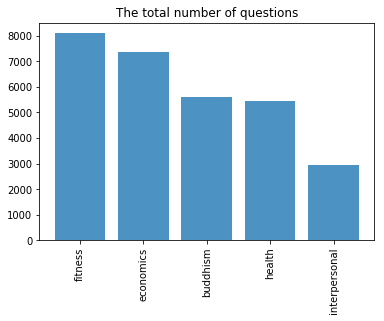 The total number of questions
8000
7000
6000
5000
4000
3000
2000
1000
0
fitness
economics
buddhism
health
interpersonal